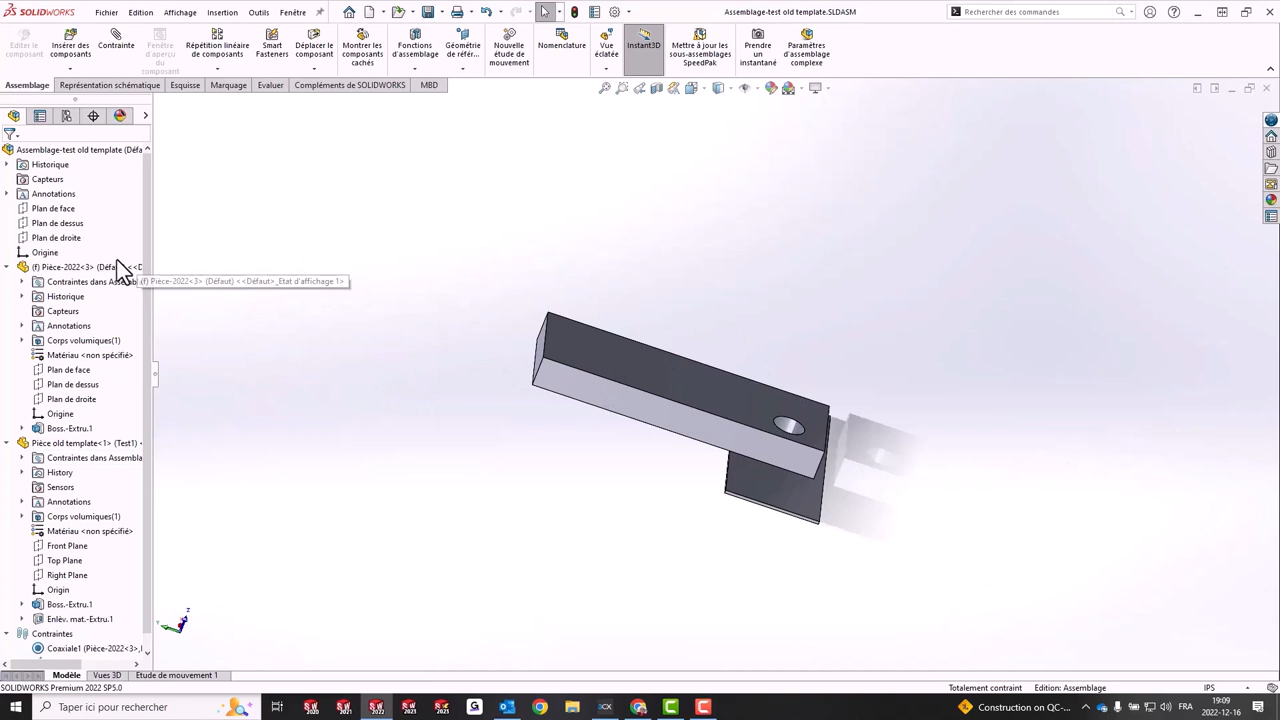 SOLIDWORKS
Fichier Edition Affichage Insertion Outils Fenêtre
Assemblage-test old template.SLDASM
Rechercher des commandes
Editer le
composant
Insérer des
composants
Contrainte
Fenêtre
d'aperçu
du
composant
Répétition linéaire
de composants
Smart
Fasteners
Déplacer le
composant
Montrer les
composants
cachés
Fonctions
d'assemblage
Géométrie
de référ...
Nouvelle
étude de
mouvement
Nomenclature
Vue
éclatée
Instant3D
Mettre à jour les
sous-assemblages
SpeedPak
Prendre
un
instantané
Paramètres
d'assemblage
complexe
Assemblage Représentation schématique Esquisse Marquage Evaluer Compléments de SOLIDWORKS MBD
Assemblage-test old template (Défa
Historique
Capteurs
Annotations
Plan de face
Plan de dessus
Plan de droite
Origine
(f) Pièce-2022<3> (Défau
(f) Pièce-2022<3> (Défaut) <<Défaut>_Etat d'affichage 1>
Contraintes dans
Historique
Capteurs
Annotations
Corps volumiques(1)
Matériau <non spécifié>
Plan de face
Plan de dessus
Plan de droite
Origine
Boss.-Extru.1
Pièce old template<1> (Test1) <
Contraintes dans Assembla
History
Sensors
Annotations
Corps volumiques(1)
Matériau <non spécifié>
Front Plane
Top Plane
Right Plane
Origin
Boss.-Extru.1
Enlèv. mat.-Extru.1
Contraintes
Coaxiale1 (Pièce-2022<3>,
Z
Y
Modèle Vues 3D Etude de mouvement 1
SOLIDWORKS Premium 2022 SP5.0
Totalement contraint Edition: Assemblage IPS
Taper ici pour rechercher
2020 2021 2022 2023 2023
Construction on QC-...
FRA
19:09
2022-12-16